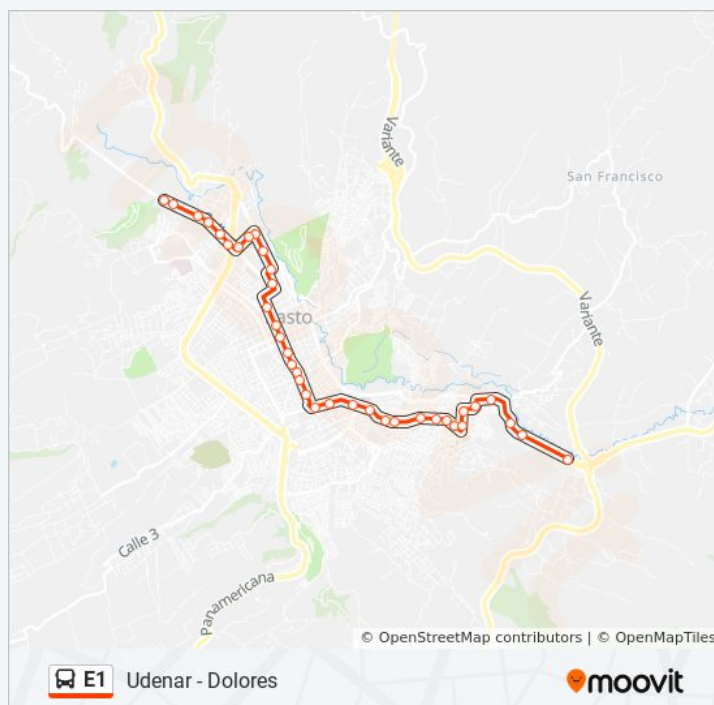 Variante
San Francisco
Variante
asto
Calle 3
Panamericana
© OpenStreetMap contributors | © OpenMapTiles
E1 Udenar - Dolores
moovit